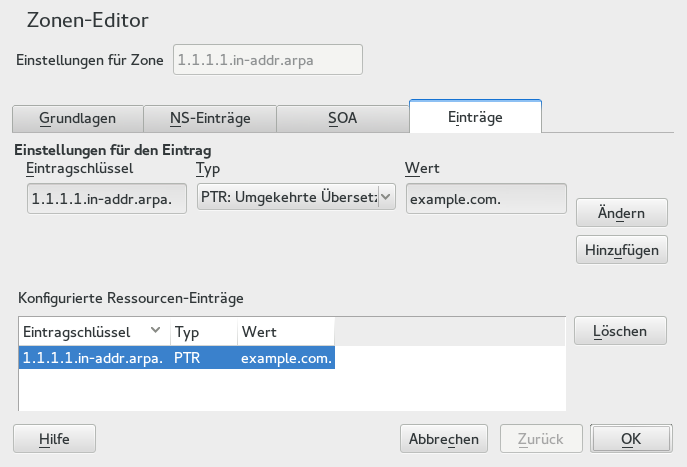 Zonen-Editor
Einstellungen für Zone 1.1.1.1.in-addr.arpa
Grundlagen NS-Einträge SOA Einträge
Einstellungen für den Eintrag
Eintragschlüssel Typ Wert
1.1.1.1.in-addr.arpa. PTR: Umgekehrte Übersetz example.com.
Ändern
Hinzufügen
Konfigurierte Ressourcen-Einträge
Eintragschlüssel Typ Wert Löschen
1.1.1.1.in-addr.arpa. PTR example.com.
Hilfe Abbrechen Zurück OK